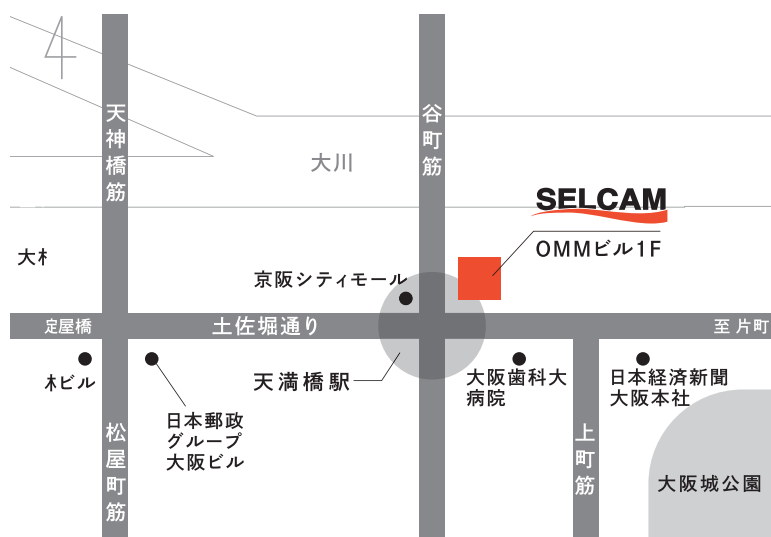 4
天神橋筋
谷町筋
大川
SELCAM
OMMビル1F
京阪シティモール
屋橋
土佐堀通り
至 片町
ビル
天満橋駅
大阪歯科大
病院
日本経済新聞
大阪本社
日本郵政
グループ
大阪ビル
松屋町筋
上町筋
大阪城公園